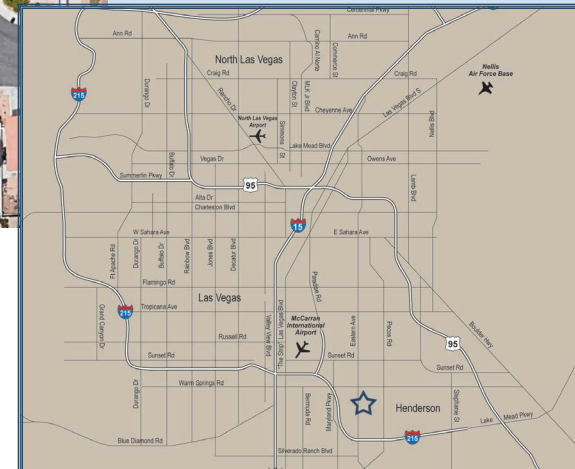 Centennial Pkwy
Ann Rd
Ann Rd
Camino Al Norte
Commerce St
North Las Vegas
Nellis
Air Force Base
Craig Rd
Craig Rd
Durango Dr
Rancho Dr
Clayton St
MLK Jr Blvd
Las Vegas Blvd S
215
Cheyenne Ave
North Las Vegas
Airport
Simmons St
Nellis Blvd
Lake Mead Blvd
Buffalo Dr
Vegas Dr
Owens Ave
Summerlin Pkwy
95
Lamb Blvd
Alta Dr
Charleston Blvd
15
W Sahara Ave
E Sahara Ave
Ft Apache Rd
Durango Dr
Buffalo Dr
Rainbow Blvd
Jones Blvd
Decatur Blvd
Flamingo Rd
Paradise Rd
Las Vegas
Grand Canyon Dr
215
Tropicana Ave
Valley View Blvd
"The Strip" Las Vegas Blvd
McCarran
International
Airport
Eastern Ave
Pecos Rd
Boulder Hwy
Russell Rd
95
Sunset Rd
Sunset Rd
Sunset Rd
Durango Dr
Warm Springs Rd
Bermuda Rd
Maryland Pkwy
Henderson
Stephanie St
Lake Mead Pkwy
215
Blue Diamond Rd
Silverado Ranch Blvd